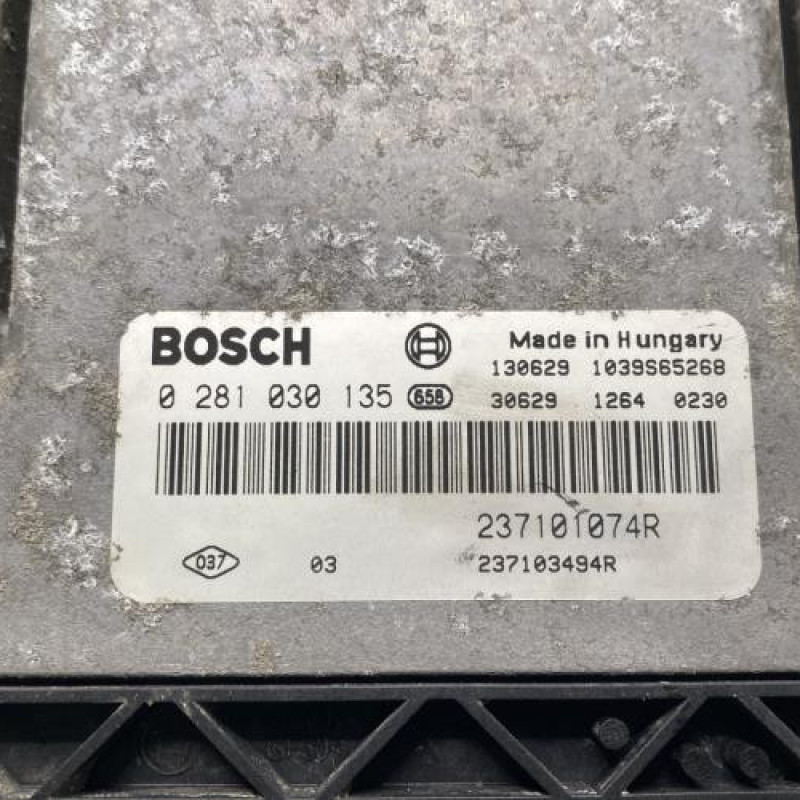 BOSCH
Made in Hungary
130629 1039S65268
0 281 030 135 658
30629 1264 0230
237101074R
037 03 237103494R